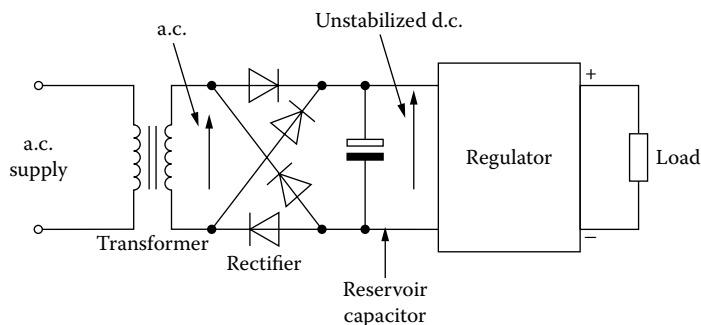 a.c.
Unstabilized d.c.
a.c.
supply
Transformer
Rectifier
Reservoir
capacitor
Regulator
+
−
Load